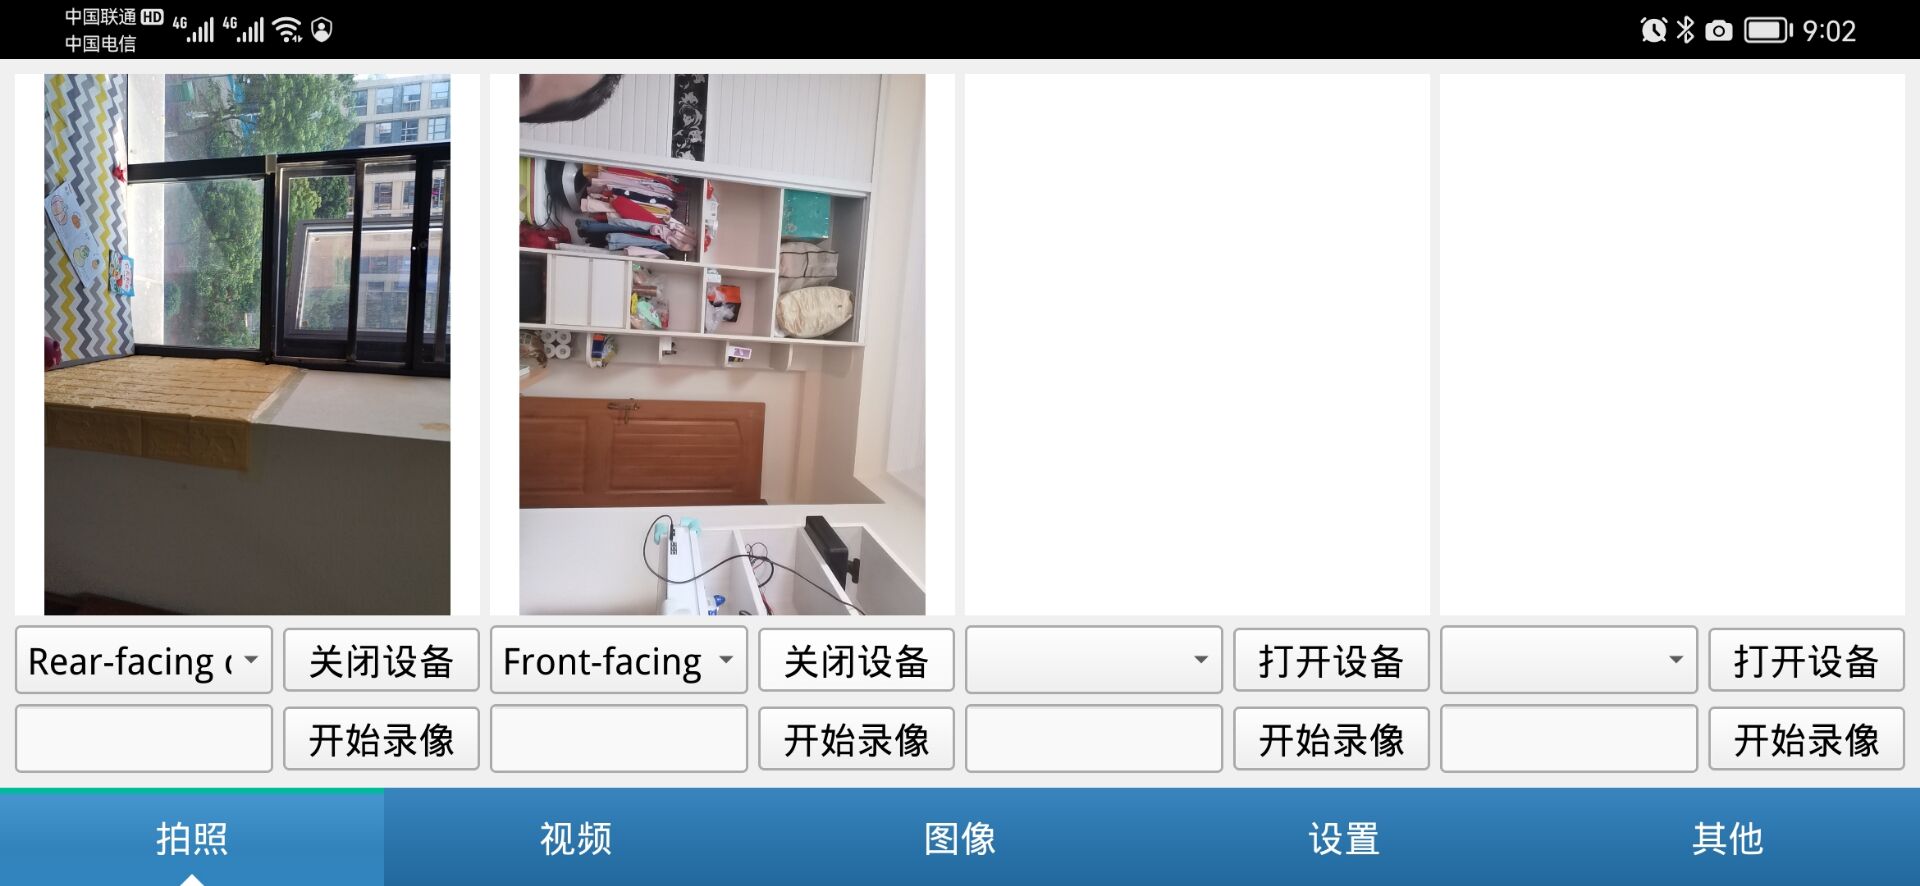 中国联通 HD 4G 4G 9:02
中国电信
Rear-facing 关闭设备 Front-facing 关闭设备 打开设备 打开设备
开始录像 开始录像 开始录像 开始录像
拍照 视频 图像 设置 其他